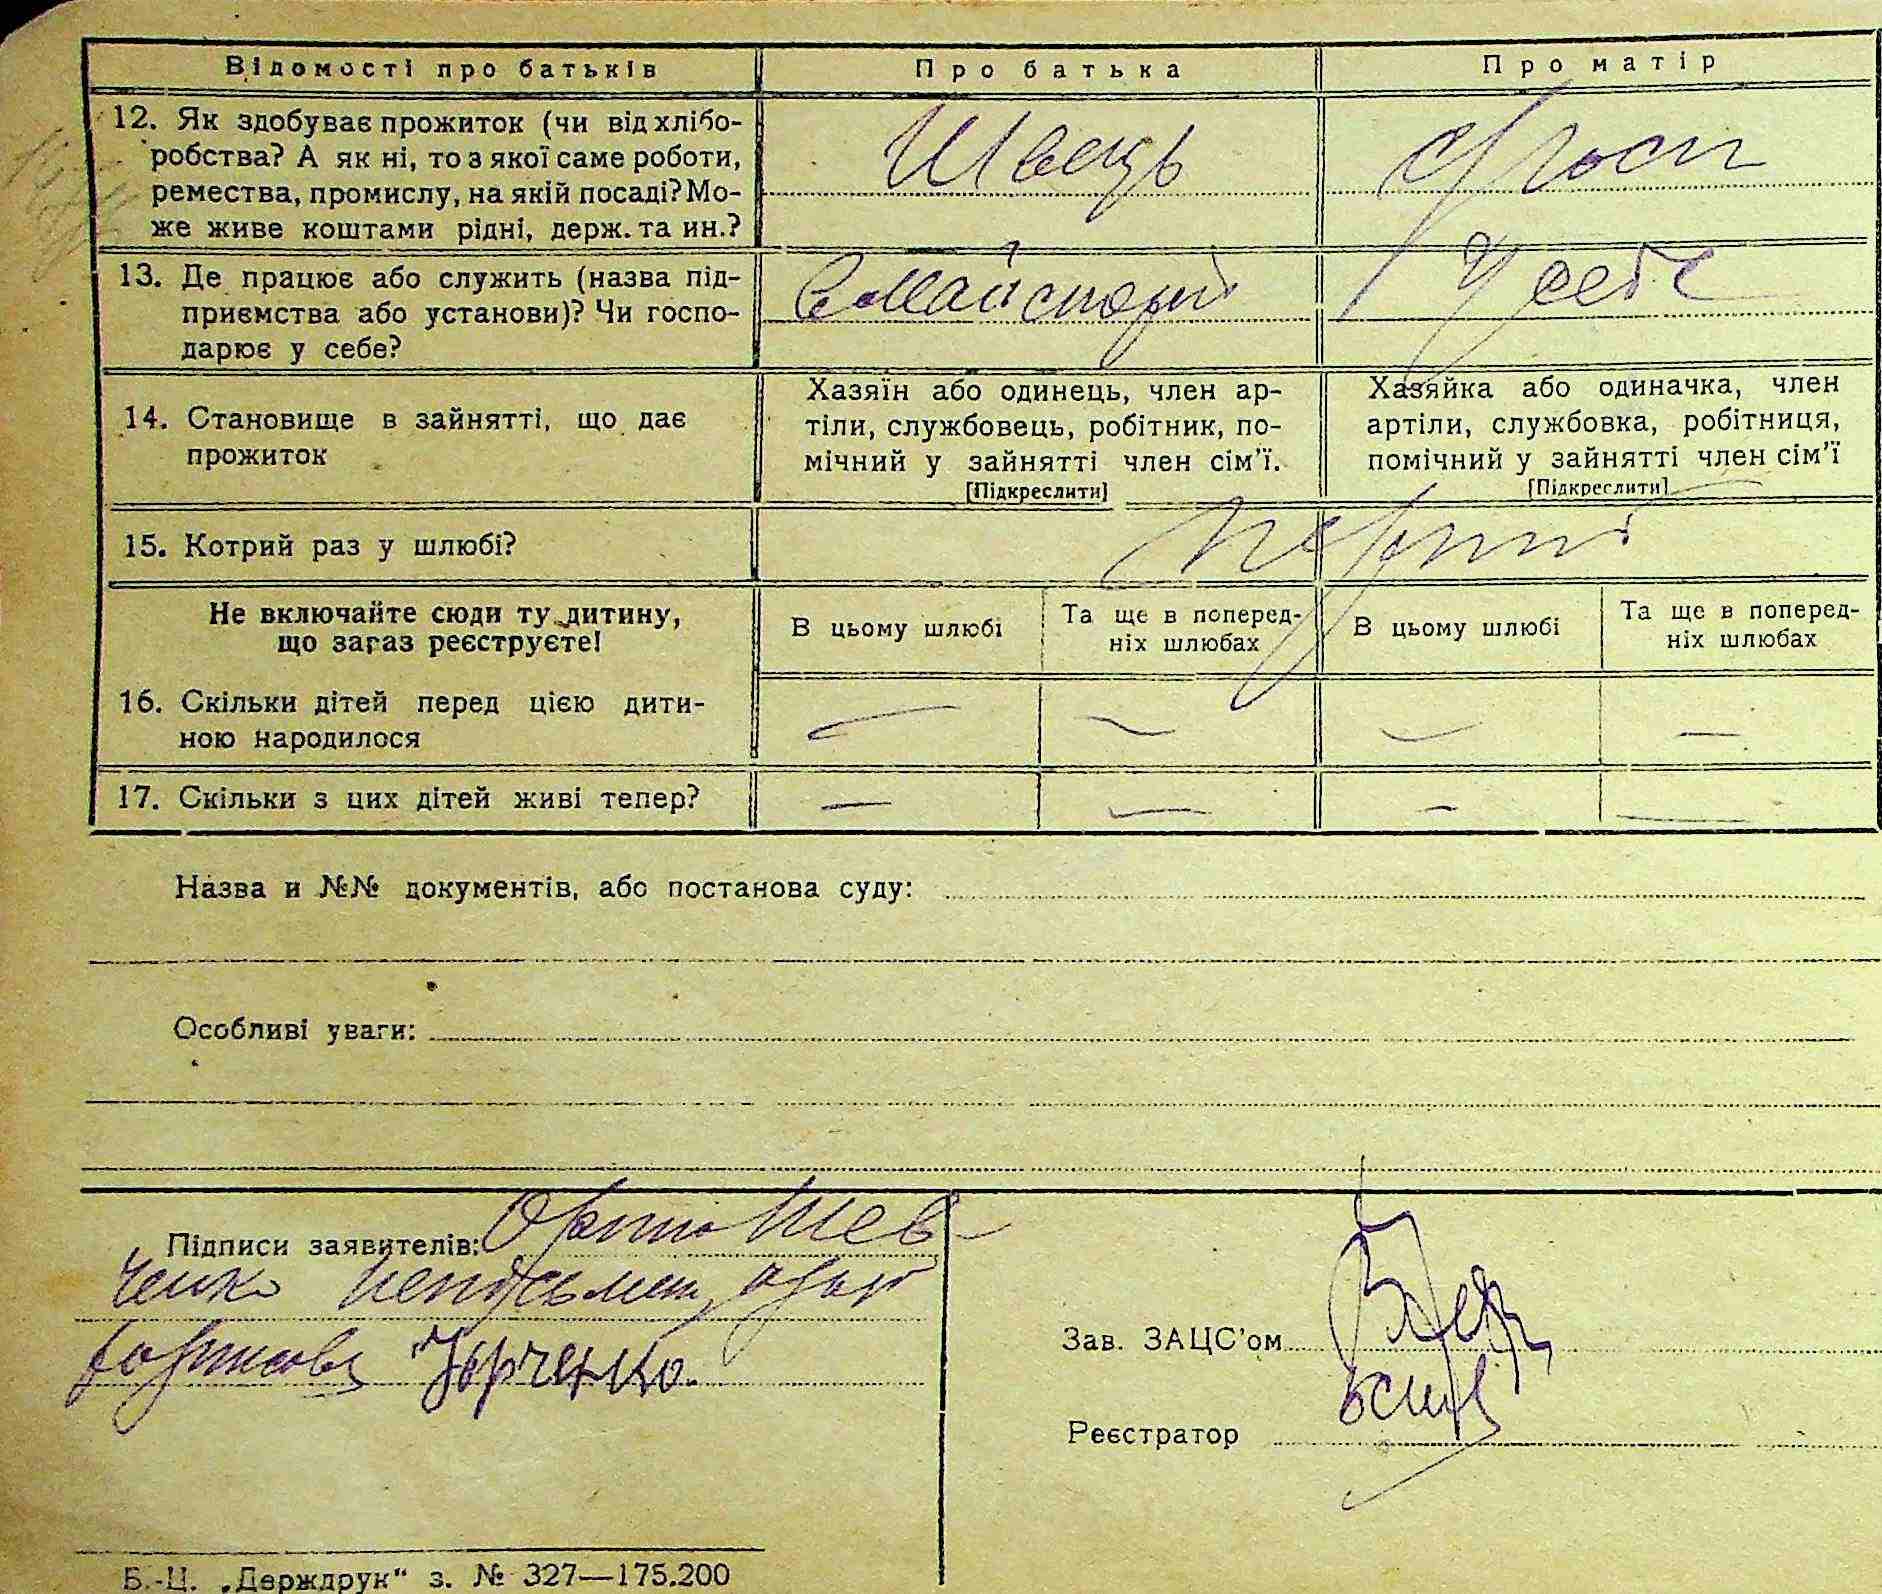 Відомості про батьків
Про батька
Про матір
12. Як здобуває прожиток (чи від хлібо-
робства? А як ні, то з якої саме роботи,
ремества, промислу, на якій посаді? Мо-
же живе коштами рідні, держ. та ин.?
Швець
13. Де працює або служить (назва під-
приємства або установи)? Чи госпо-
дарює у себе?
в майстерні
У себе
14. Становище в зайнятті, що дає
прожиток
Хазяїн або одинець, член ар-
тіли, службовець, робітник, по-
мічний у зайнятті член сім'ї.
[Підкреслити]
Хазяйка або одиначка, член
артіли, службовка, робітниця,
помічний у зайнятті член сім'ї
[Підкреслити]
15. Котрий раз у шлюбі?
Перший
Не включайте сюди ту дитину,
що зараз реєструєте!
В цьому шлюбі
Та ще в поперед-
ніх шлюбах
В цьому шлюбі
Та ще в поперед-
ніх шлюбах
16. Скільки дітей перед цією дити-
ною народилося
— — — —
17. Скільки з цих дітей живі тепер?
— — — —
Назва и №№ документів, або постанова суду:
Особливі уваги:
Підписи заявителів: Шев-
ченко неписьмен
Юрченко.
Зав. ЗАЦС'ом
Реєстратор
Б.-Ц. „Держдрук“ з. № 327—175.200